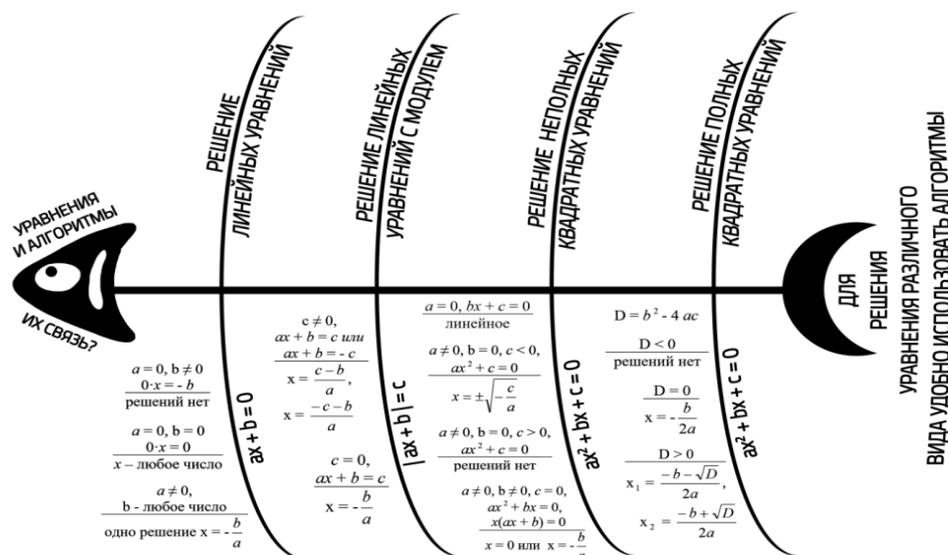 УРАВНЕНИЯ
И АЛГОРИТМЫ
ИХ СВЯЗЬ?
РЕШЕНИЕ
ЛИНЕЙНЫХ УРАВНЕНИЙ
РЕШЕНИЕ ЛИНЕЙНЫХ
УРАВНЕНИЙ С МОДУЛЕМ
РЕШЕНИЕ НЕПОЛНЫХ
КВАДРАТНЫХ УРАВНЕНИЙ
РЕШЕНИЕ ПОЛНЫХ
КВАДРАТНЫХ УРАВНЕНИЙ
a = 0, b ≠ 0
0·x = - b
решений нет
a = 0, b = 0
0·x = 0
x – любое число
a ≠ 0,
b - любое число
одно решение x = -b/a
ax + b = 0
c ≠ 0,
ax + b = c или
ax + b = - c
x = (c – b)/a,
x = (–c – b)/a
c = 0,
ax + b = c
x = -b/a
|ax + b| = c
a = 0, bx + c = 0
линейное
a ≠ 0, b = 0, c < 0,
ax² + c = 0
x = ±√(-c/a)
a ≠ 0, b = 0, c > 0,
ax² + c = 0
решений нет
a ≠ 0, b ≠ 0, c = 0,
ax² + bx = 0,
x(ax + b) = 0
x = 0 или x = -b/a
ax² + bx + c = 0
D = b² - 4 ac
D < 0
решений нет
D = 0
x = -b/2a
D > 0
x₁ = (–b – √D)/2a,
x₂ = (–b + √D)/2a
ax² + bx + c = 0
ДЛЯ
РЕШЕНИЯ
УРАВНЕНИЯ РАЗЛИЧНОГО
ВИДА УДОБНО ИСПОЛЬЗОВАТЬ АЛГОРИТМЫ